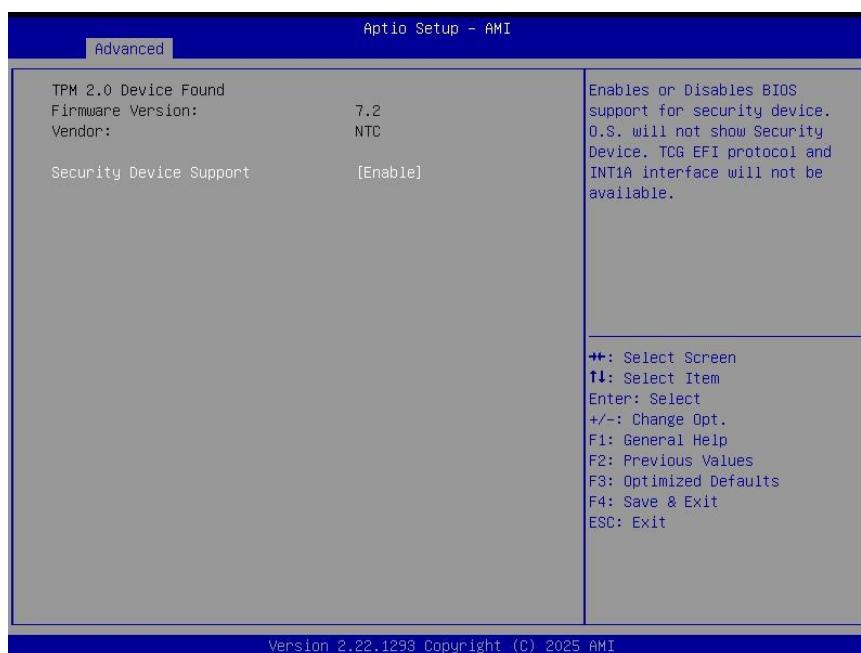 Aptio Setup - AMI
Advanced
TPM 2.0 Device Found
Firmware Version: 7.2
Vendor: NTC
Security Device Support [Enable]
Enables or Disables BIOS
support for security device.
O.S. will not show Security
Device. TCG EFI protocol and
INT1A interface will not be
available.
→←: Select Screen
↑↓: Select Item
Enter: Select
+/-: Change Opt.
F1: General Help
F2: Previous Values
F3: Optimized Defaults
F4: Save & Exit
ESC: Exit
Version 2.22.1293 Copyright (C) 2025 AMI